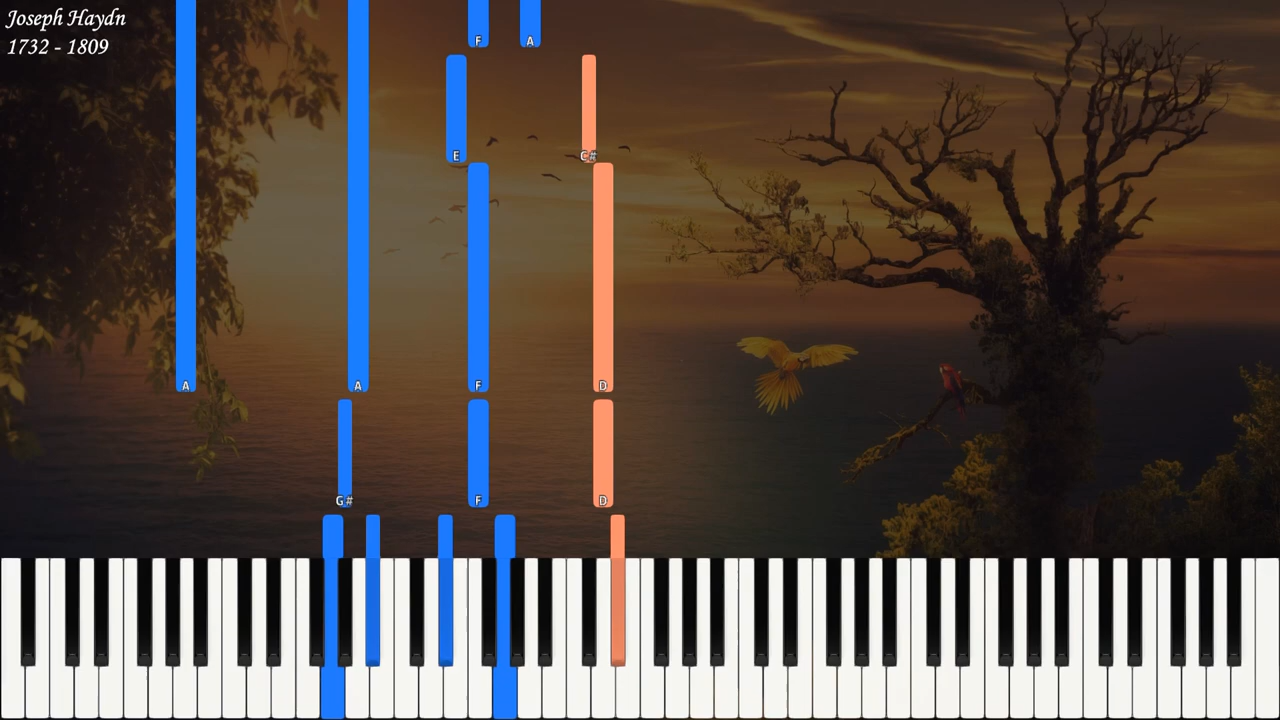 Joseph Haydn
1732 - 1809
F A
E C#
A A F D
G# F D